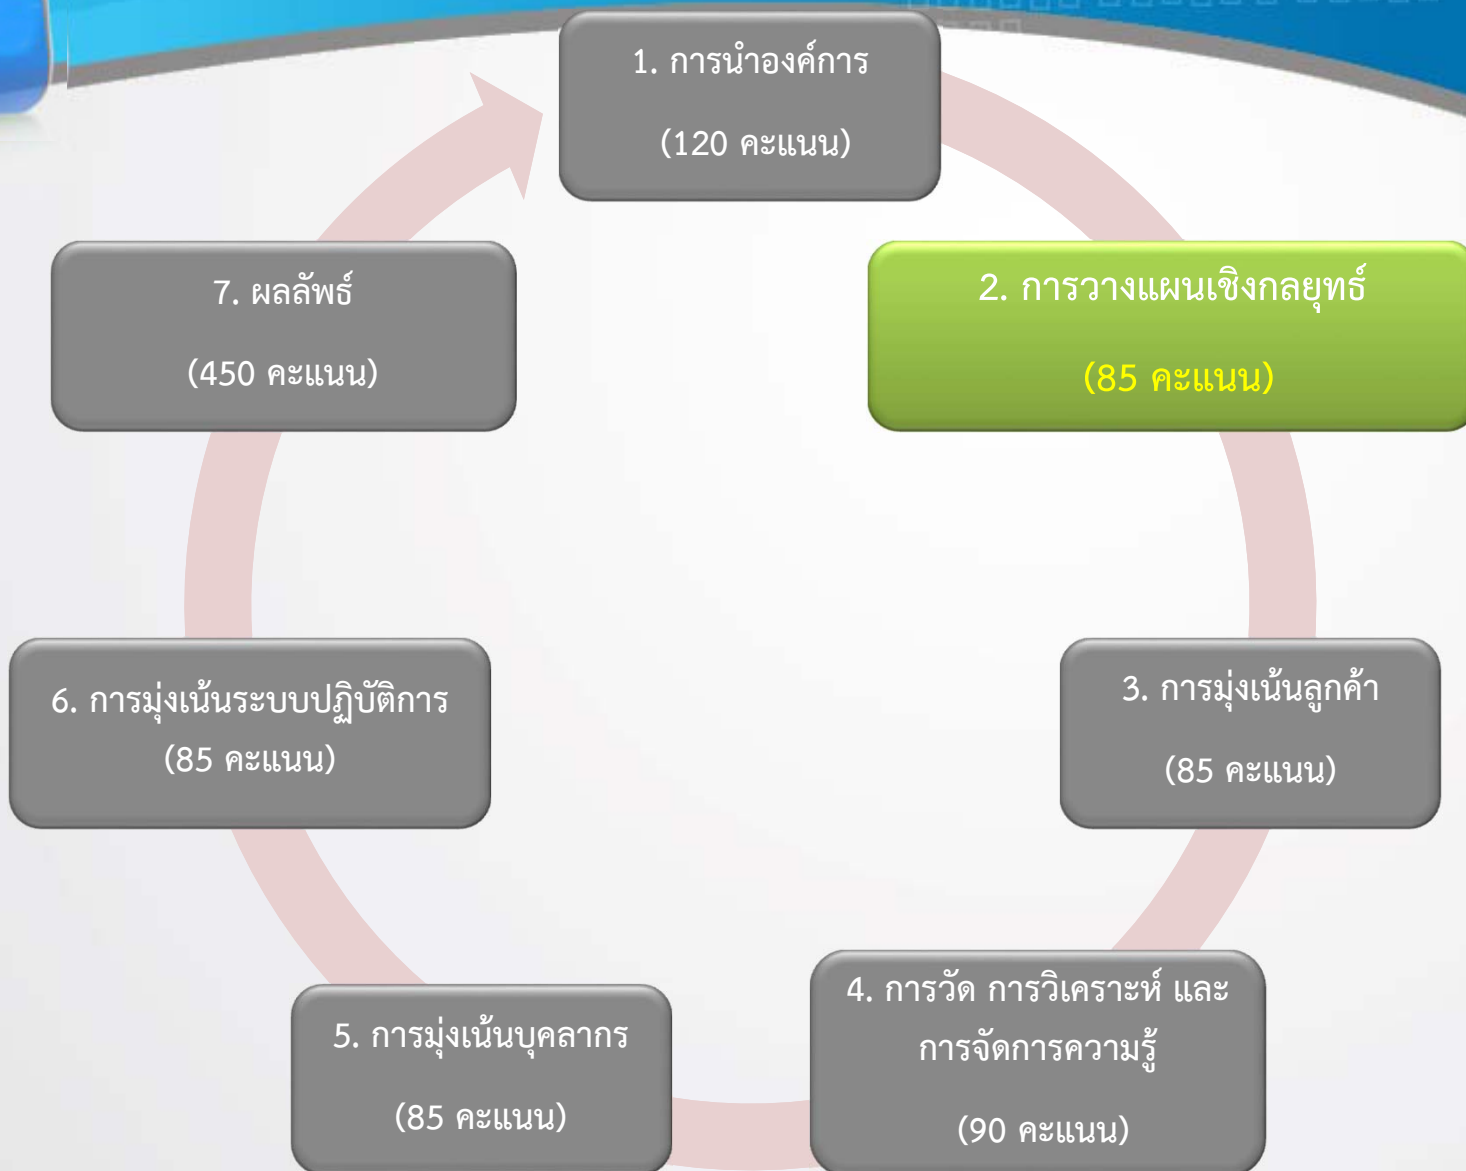 1. การนำองค์การ
(120 คะแนน)
2. การวางแผนเชิงกลยุทธ์
(85 คะแนน)
3. การมุ่งเน้นลูกค้า
(85 คะแนน)
4. การวัด การวิเคราะห์ และ
การจัดการความรู้
(90 คะแนน)
5. การมุ่งเน้นบุคลากร
(85 คะแนน)
6. การมุ่งเน้นระบบปฏิบัติการ
(85 คะแนน)
7. ผลลัพธ์
(450 คะแนน)